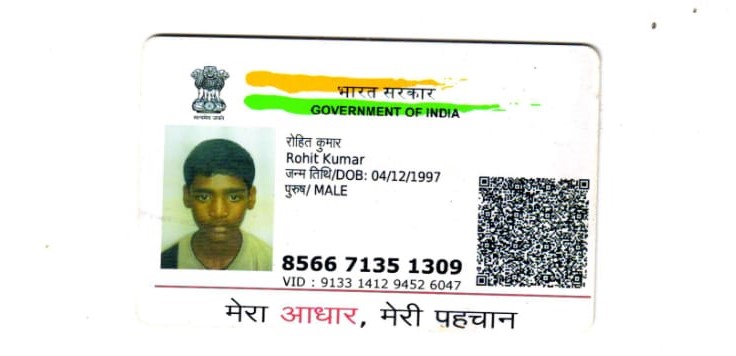 भारत सरकार
GOVERNMENT OF INDIA
सत्यमेव जयते
रोहित कुमार
Rohit Kumar
जन्म तिथि/DOB: 04/12/1997
पुरुष/ MALE
8566 7135 1309
VID : 9133 1412 9452 6047
मेरा आधार, मेरी पहचान